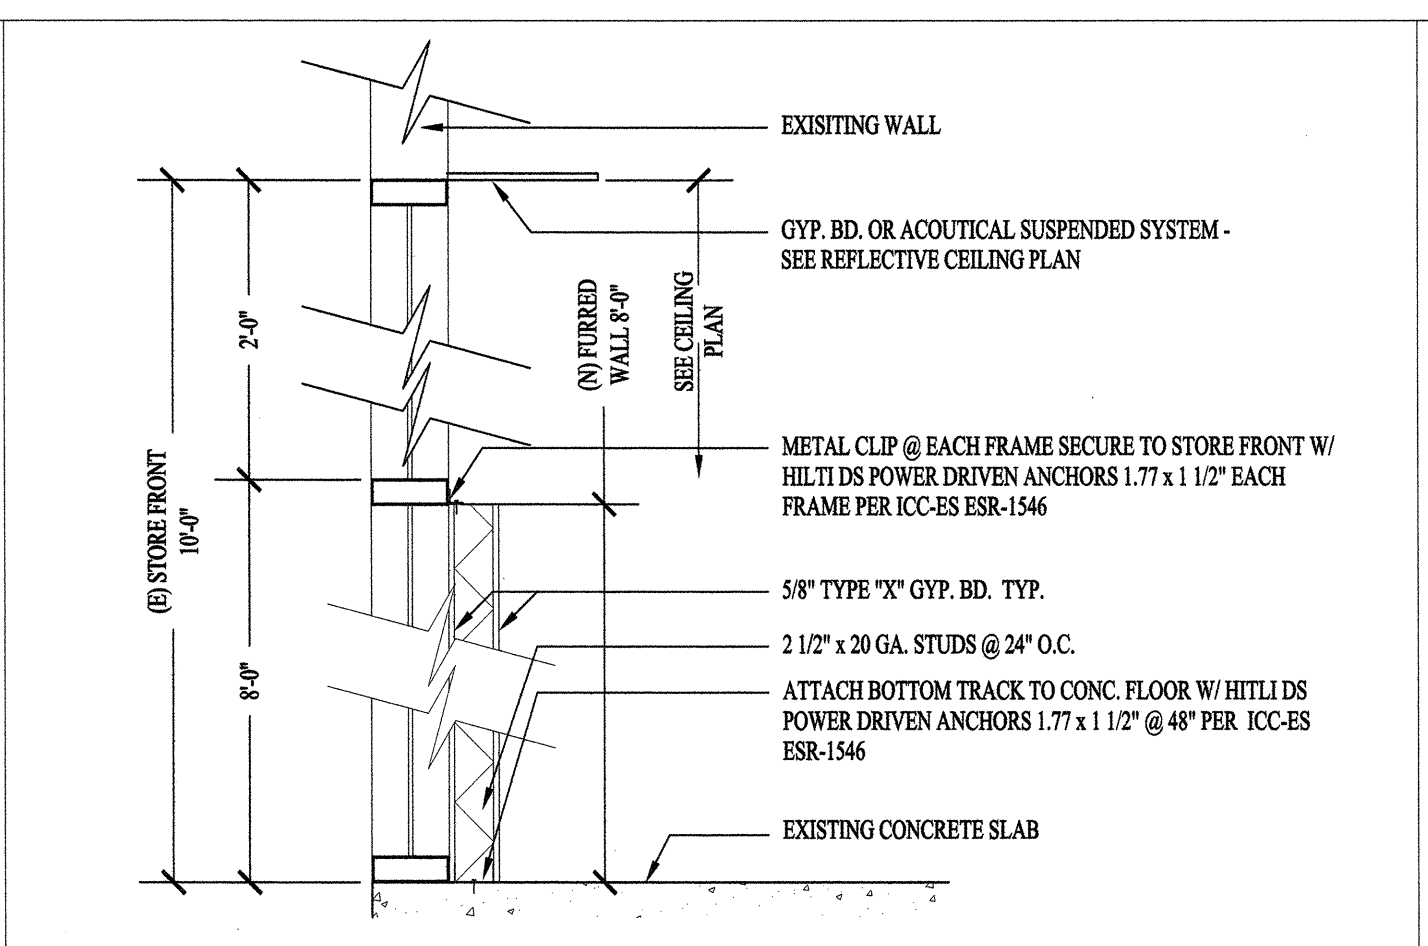 EXISITING WALL
GYP. BD. OR ACOUTICAL SUSPENDED SYSTEM -
SEE REFLECTIVE CEILING PLAN
2'-0"
(N) FURRED
WALL 8'-0"
SEE CEILING
PLAN
METAL CLIP @ EACH FRAME SECURE TO STORE FRONT W/
HILTI DS POWER DRIVEN ANCHORS 1.77 x 1 1/2" EACH
FRAME PER ICC-ES ESR-1546
(E) STORE FRONT
10'-0"
5/8" TYPE "X" GYP. BD. TYP.
2 1/2" x 20 GA. STUDS @ 24" O.C.
8'-0"
ATTACH BOTTOM TRACK TO CONC. FLOOR W/ HITLI DS
POWER DRIVEN ANCHORS 1.77 x 1 1/2" @ 48" PER ICC-ES
ESR-1546
EXISTING CONCRETE SLAB